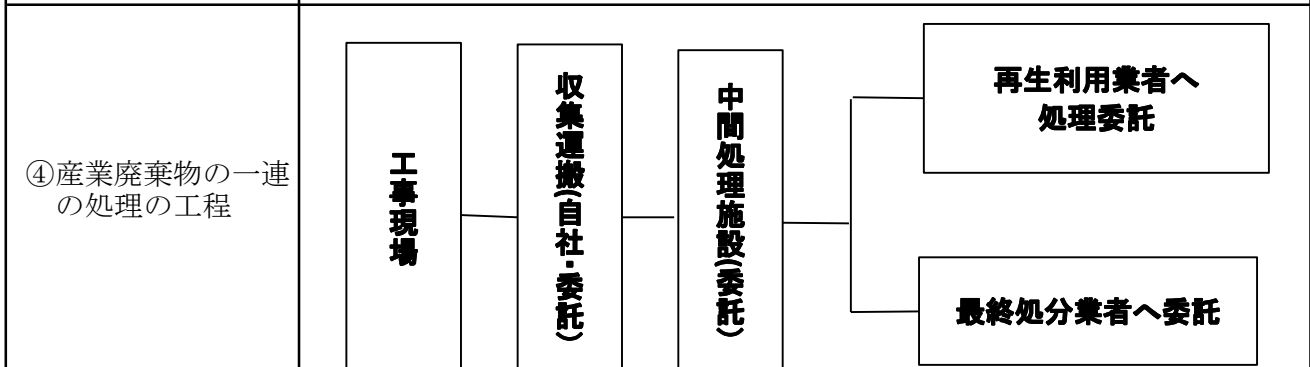 ④産業廃棄物の一連
の処理の工程
工事現場
収集運搬(自社・委託)
中間処理施設(委託)
再生利用業者へ
処理委託
最終処分業者へ委託